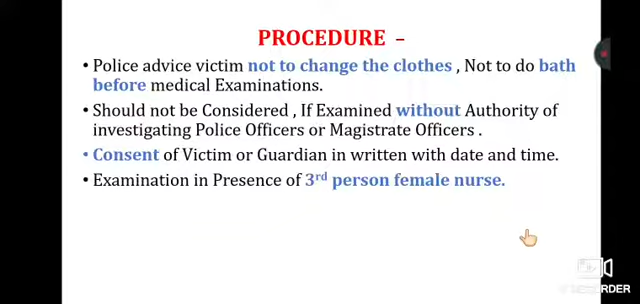 PROCEDURE –
• Police advice victim not to change the clothes , Not to do bath
before medical Examinations.
• Should not be Considered , If Examined without Authority of
investigating Police Officers or Magistrate Officers .
• Consent of Victim or Guardian in written with date and time.
• Examination in Presence of 3rd person female nurse.